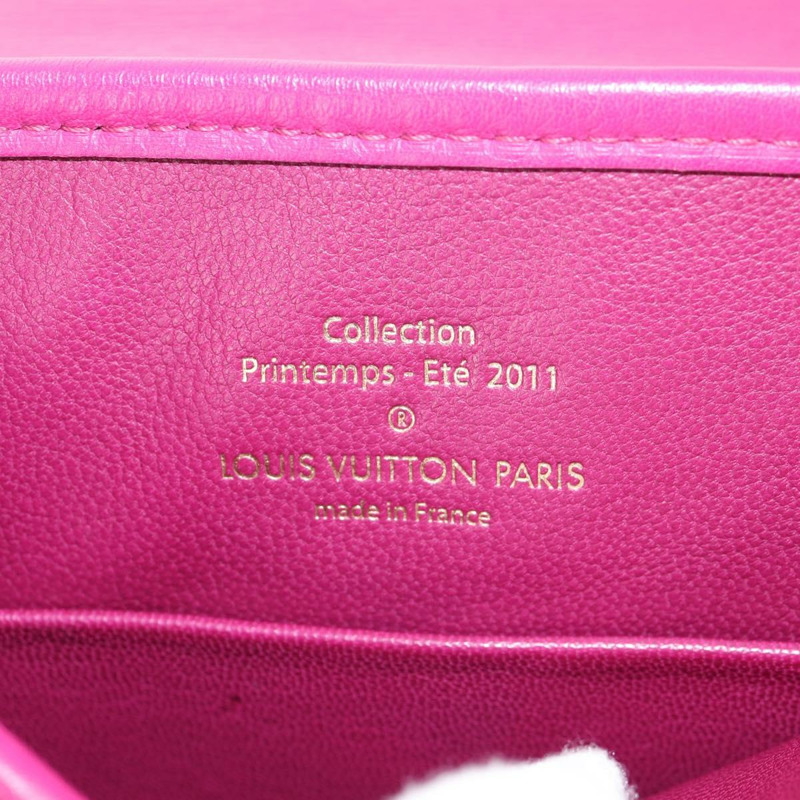 Collection
Printemps - Eté 2011
®
LOUIS VUITTON PARIS
made in France